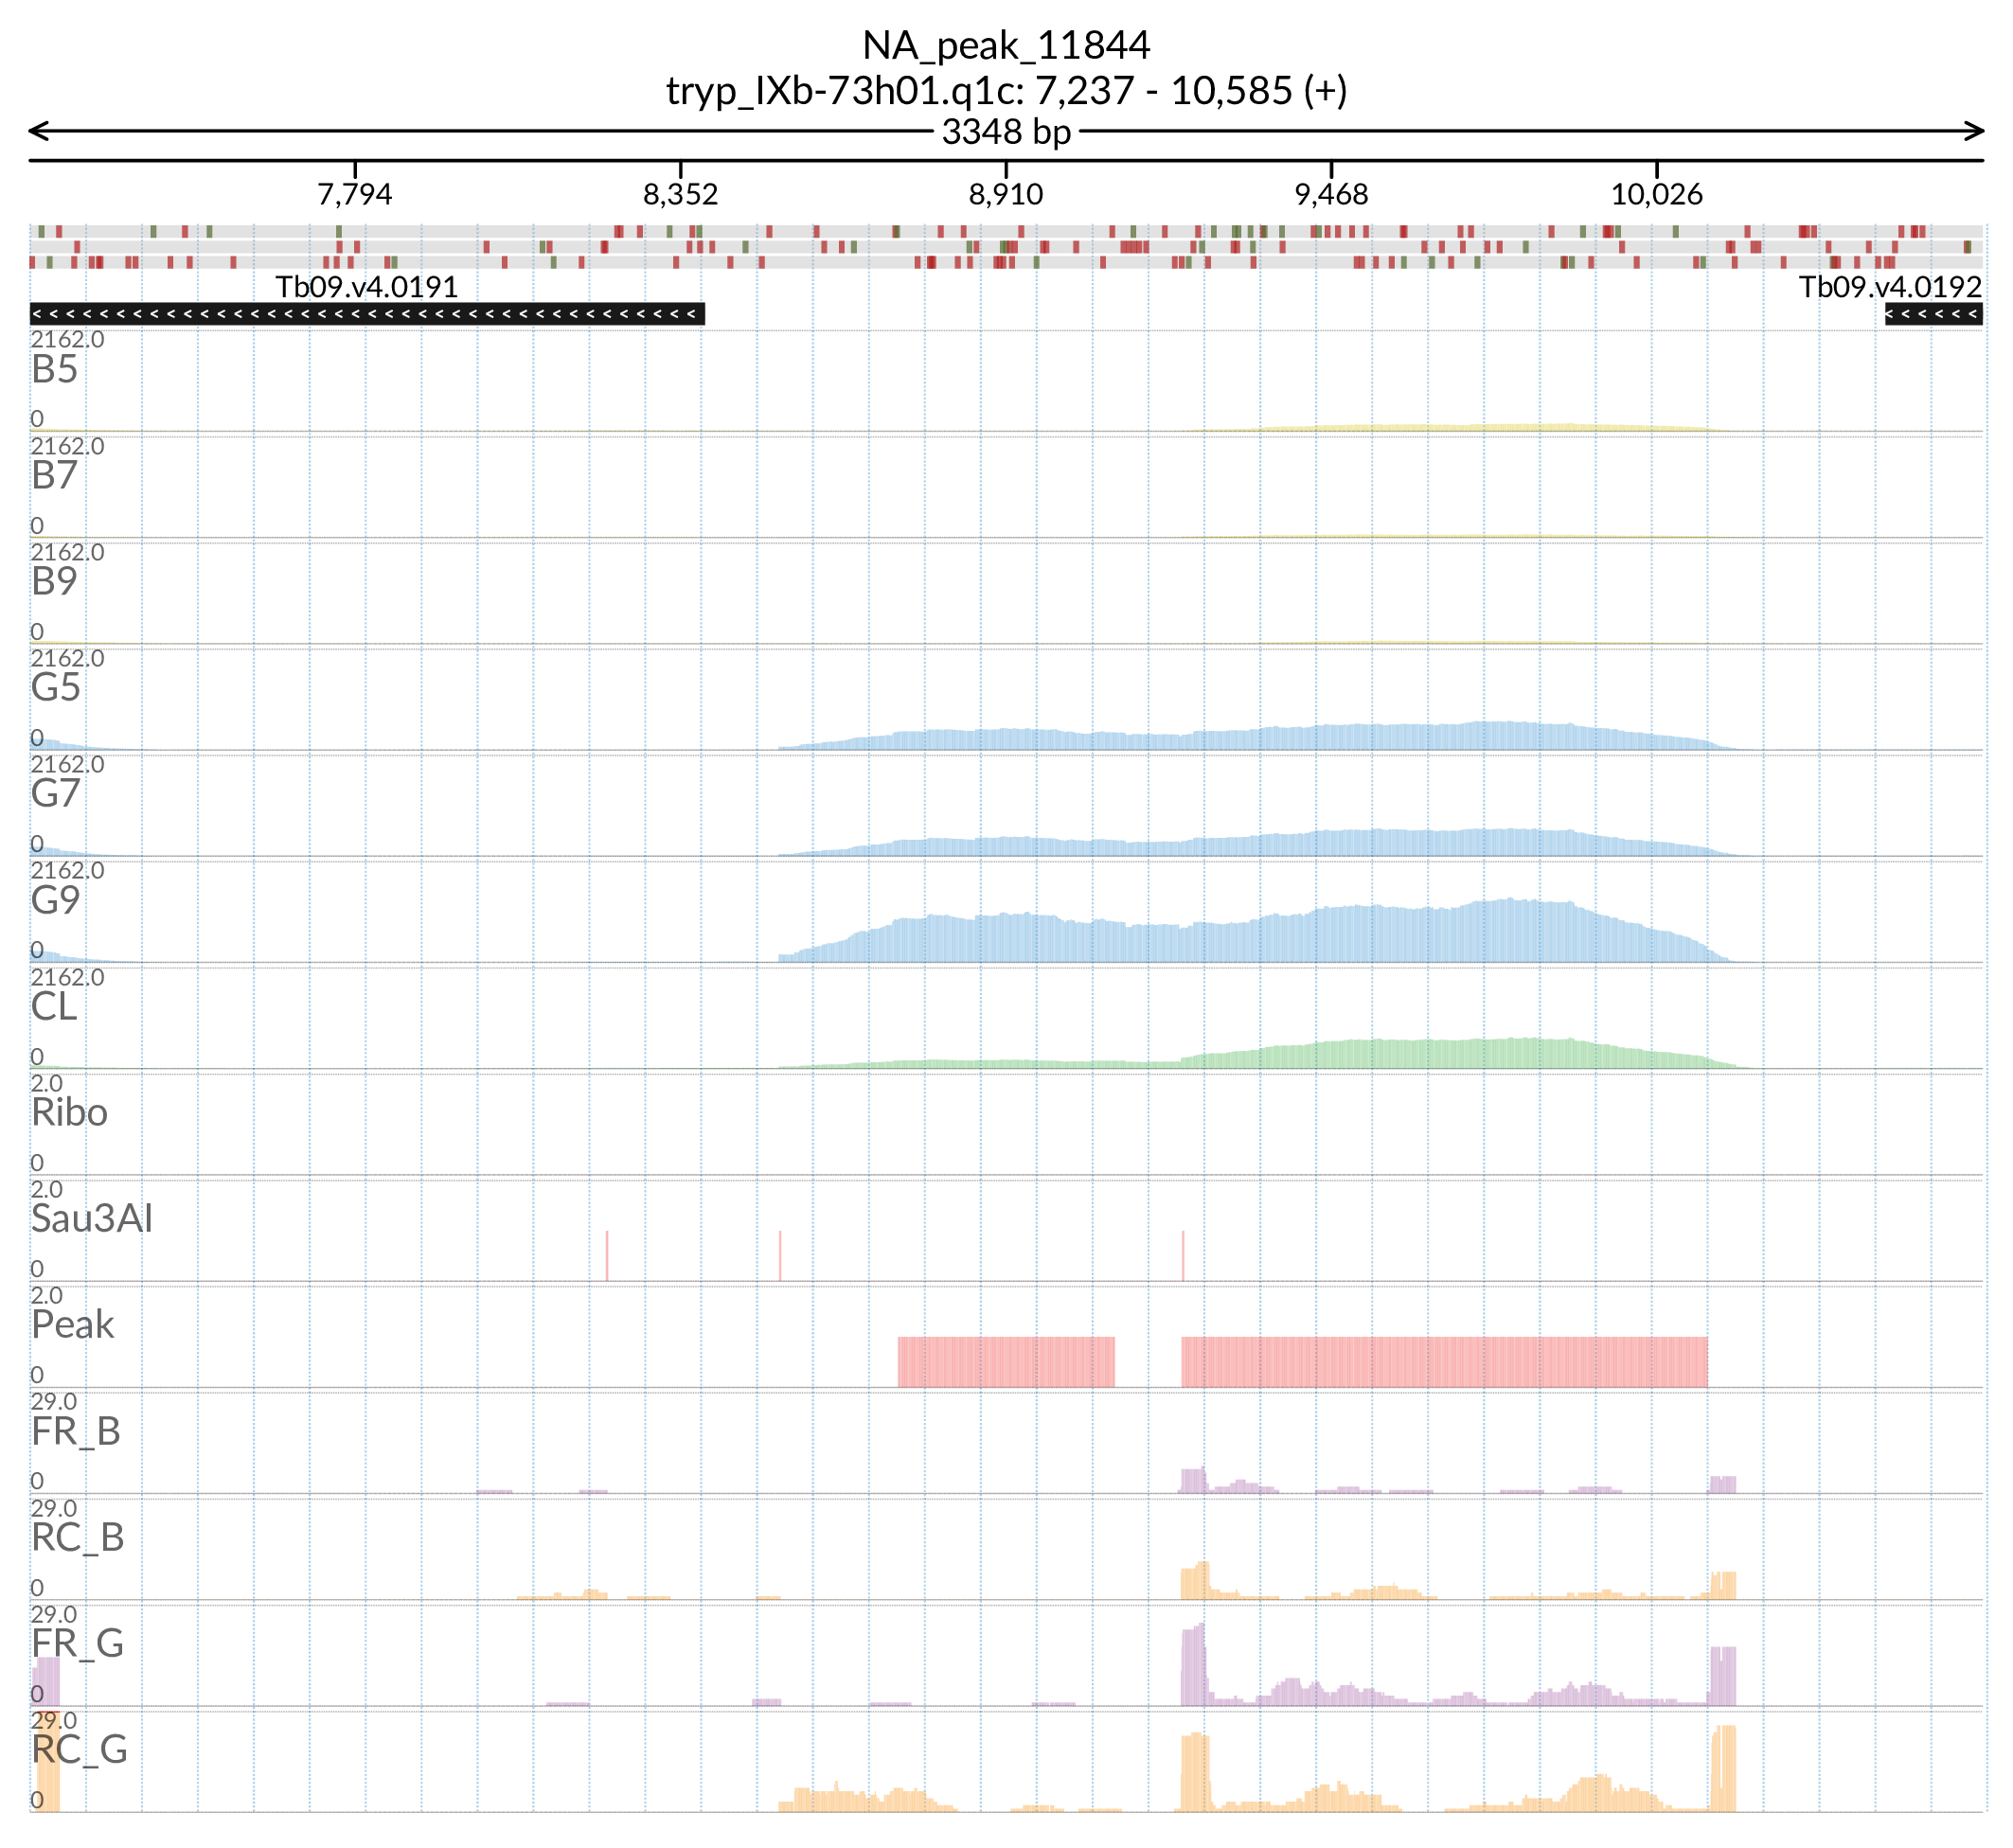 NA_peak_11844
tryp_IXb-73h01.q1c: 7,237 - 10,585 (+)
3348 bp
7,794 8,352 8,910 9,468 10,026
Tb09.v4.0191 Tb09.v4.0192
2162.0
B5
0
2162.0
B7
0
2162.0
B9
0
2162.0
G5
0
2162.0
G7
0
2162.0
G9
0
2162.0
CL
0
2.0
Ribo
0
2.0
Sau3AI
0
2.0
Peak
0
29.0
FR_B
0
29.0
RC_B
0
29.0
FR_G
0
29.0
RC_G
0